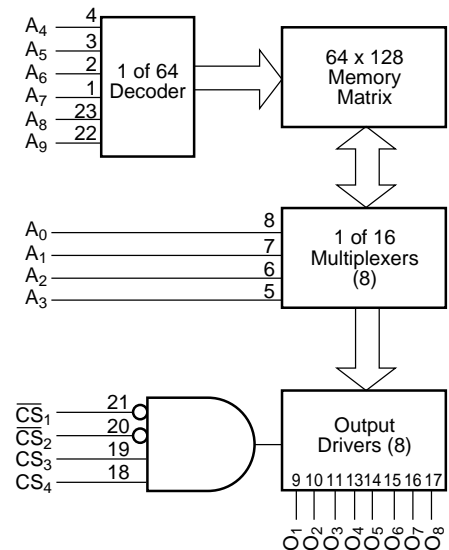 A4 4
A5 3
A6 2
A7 1
A8 23
A9 22
1 of 64
Decoder
64 x 128
Memory
Matrix
A0 8
A1 7
A2 6
A3 5
1 of 16
Multiplexers
(8)
C̅S̅1 21
C̅S̅2 20
CS3 19
CS4 18
Output
Drivers (8)
9 10 11 13 14 15 16 17
O1 O2 O3 O4 O5 O6 O7 O8